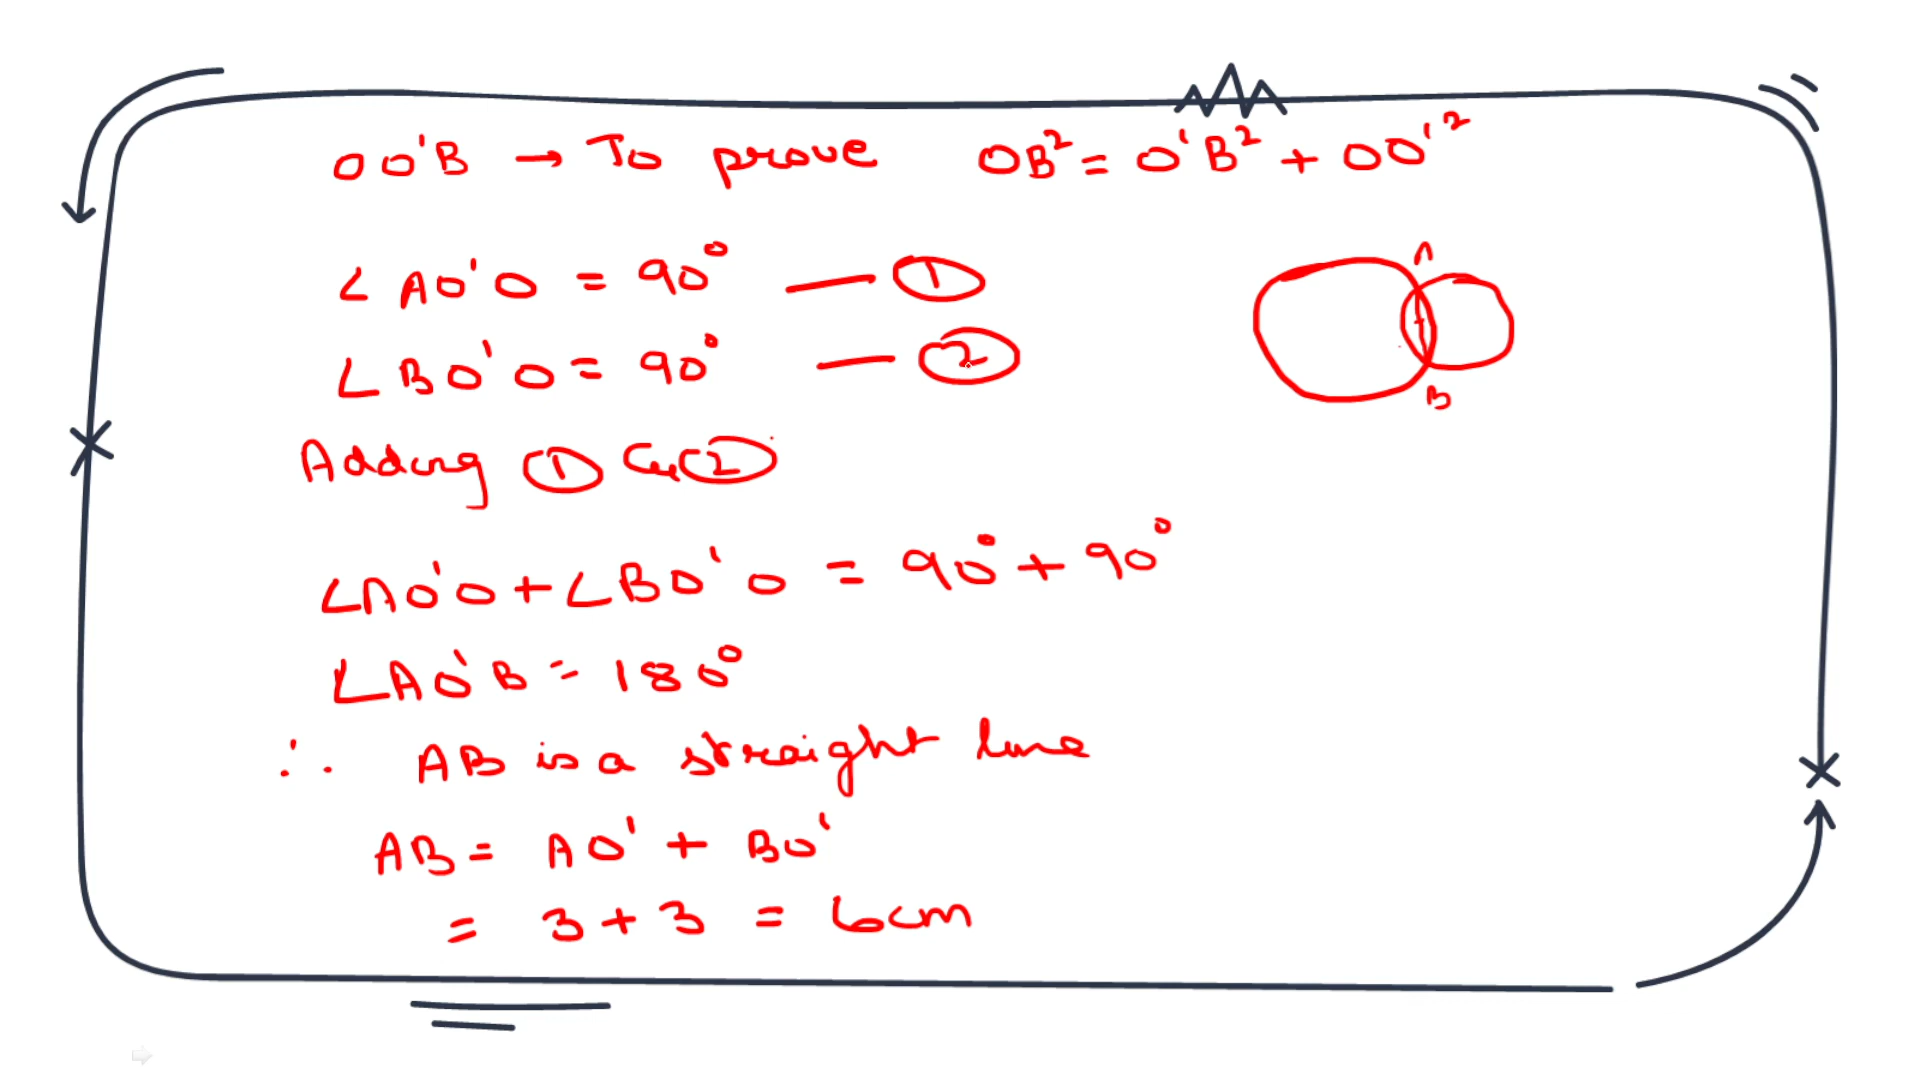 OO'B → To prove OB² = O'B² + OO'²
∠AO'O = 90° — ①
A
∠BO'O = 90° — ②
B
Adding ① & ②
∠AO'O + ∠BO'O = 90° + 90°
∠AO'B = 180°
∴ AB is a straight line
AB = AO' + BO'
= 3 + 3 = 6cm